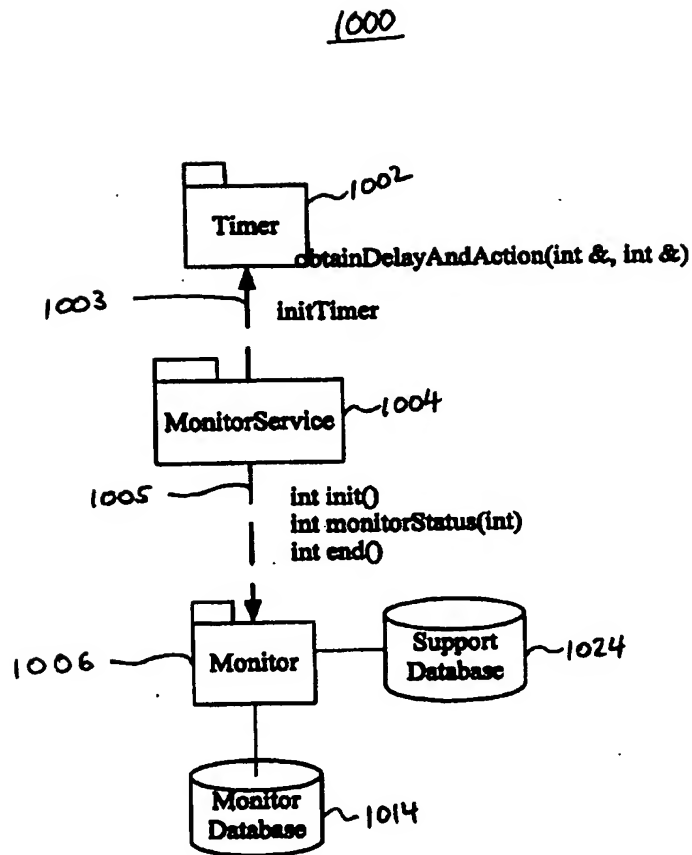 1000
1002
Timer
obtainDelayAndAction(int &, int &)
1003
initTimer
MonitorService
1004
1005
int init()
int monitorStatus(int)
int end()
1006
Monitor
Support
Database
1024
Monitor
Database
1014